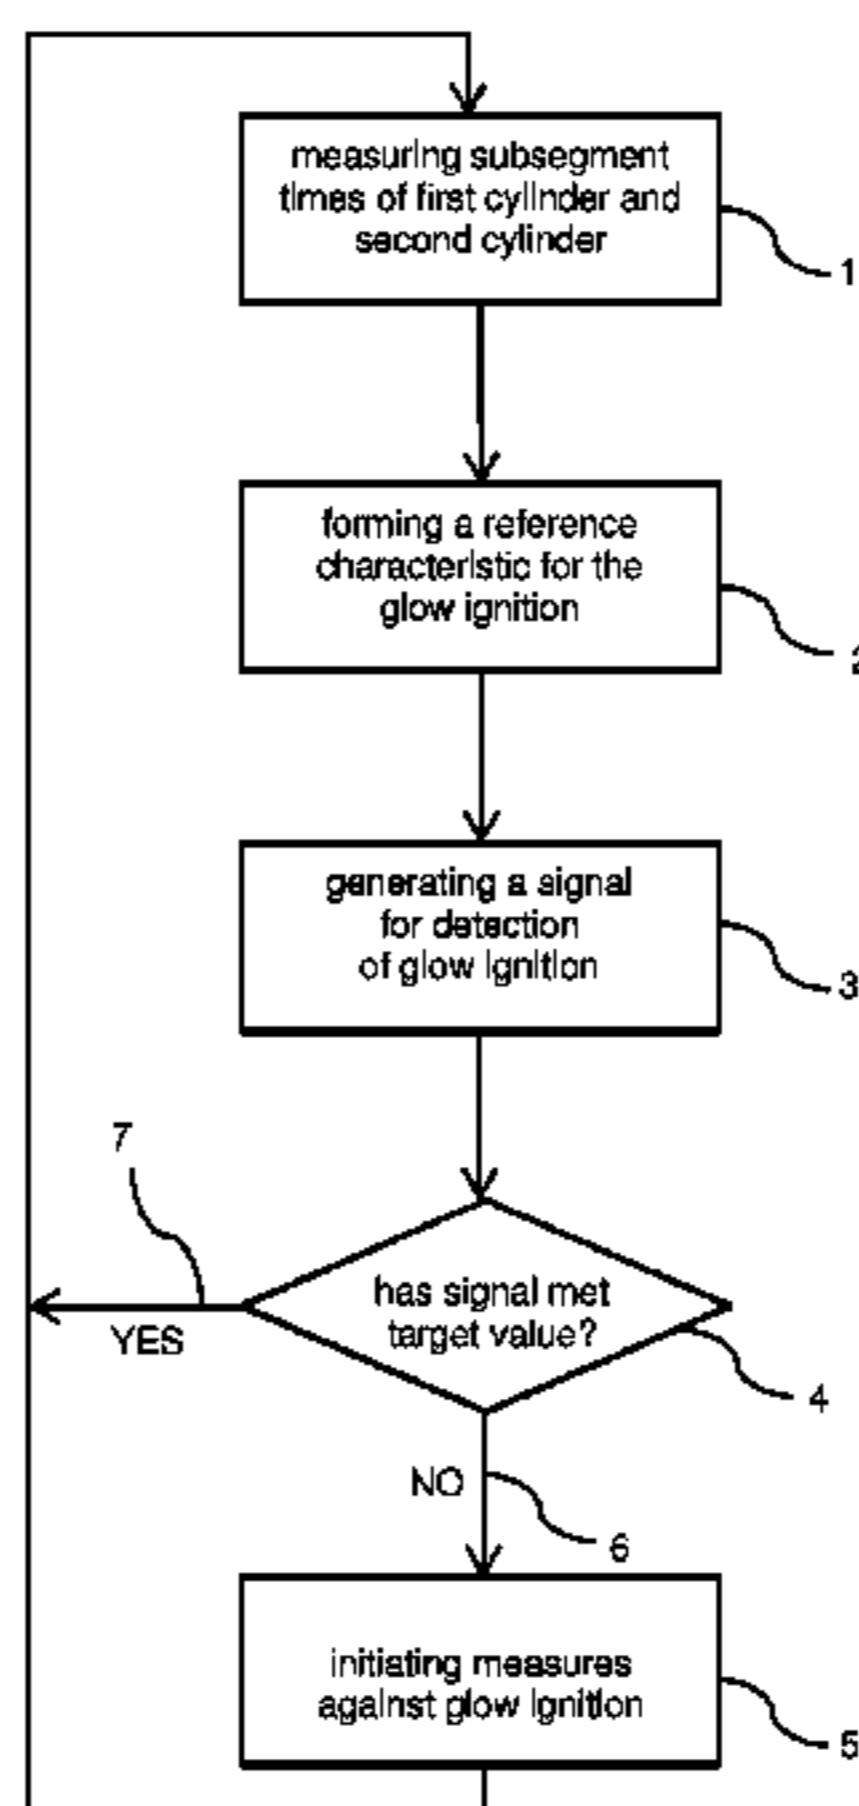 measuring subsegment
times of first cylinder and
second cylinder
1
forming a reference
characteristic for the
glow ignition
2
generating a signal
for detection
of glow ignition
3
7
has signal met
target value?
YES
4
NO
6
initiating measures
against glow ignition
5